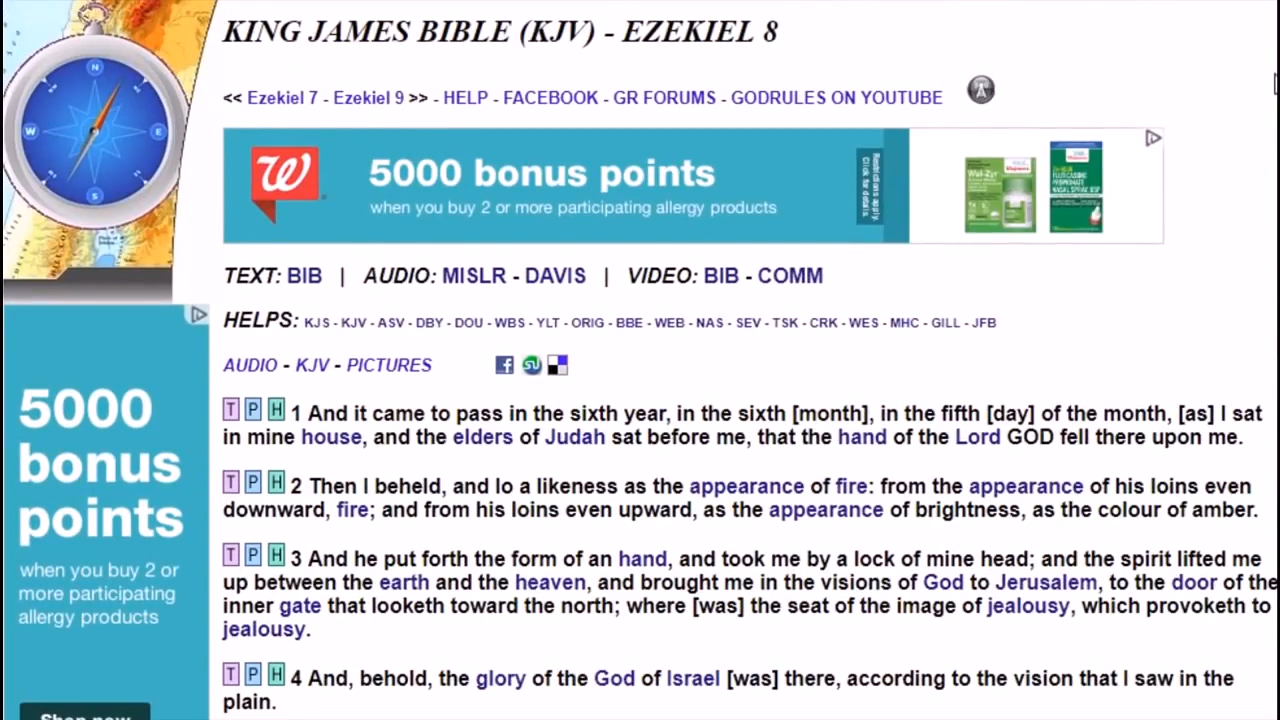 KING JAMES BIBLE (KJV) - EZEKIEL 8
<< Ezekiel 7 - Ezekiel 9 >> - HELP - FACEBOOK - GR FORUMS - GODRULES ON YOUTUBE
N
W
E
S
W
5000 bonus points
when you buy 2 or more participating allergy products
Restrictions apply.
Click for details.
Wal-Zyr
TEXT: BIB | AUDIO: MISLR - DAVIS | VIDEO: BIB - COMM
HELPS: KJS - KJV - ASV - DBY - DOU - WBS - YLT - ORIG - BBE - WEB - NAS - SEV - TSK - CRK - WES - MHC - GILL - JFB
AUDIO - KJV - PICTURES
T P H 1 And it came to pass in the sixth year, in the sixth [month], in the fifth [day] of the month, [as] I sat
in mine house, and the elders of Judah sat before me, that the hand of the Lord GOD fell there upon me.
T P H 2 Then I beheld, and lo a likeness as the appearance of fire: from the appearance of his loins even
downward, fire; and from his loins even upward, as the appearance of brightness, as the colour of amber.
T P H 3 And he put forth the form of an hand, and took me by a lock of mine head; and the spirit lifted me
up between the earth and the heaven, and brought me in the visions of God to Jerusalem, to the door of the
inner gate that looketh toward the north; where [was] the seat of the image of jealousy, which provoketh to
jealousy.
T P H 4 And, behold, the glory of the God of Israel [was] there, according to the vision that I saw in the
plain.
5000
bonus
points
when you buy 2 or
more participating
allergy products
Shop now